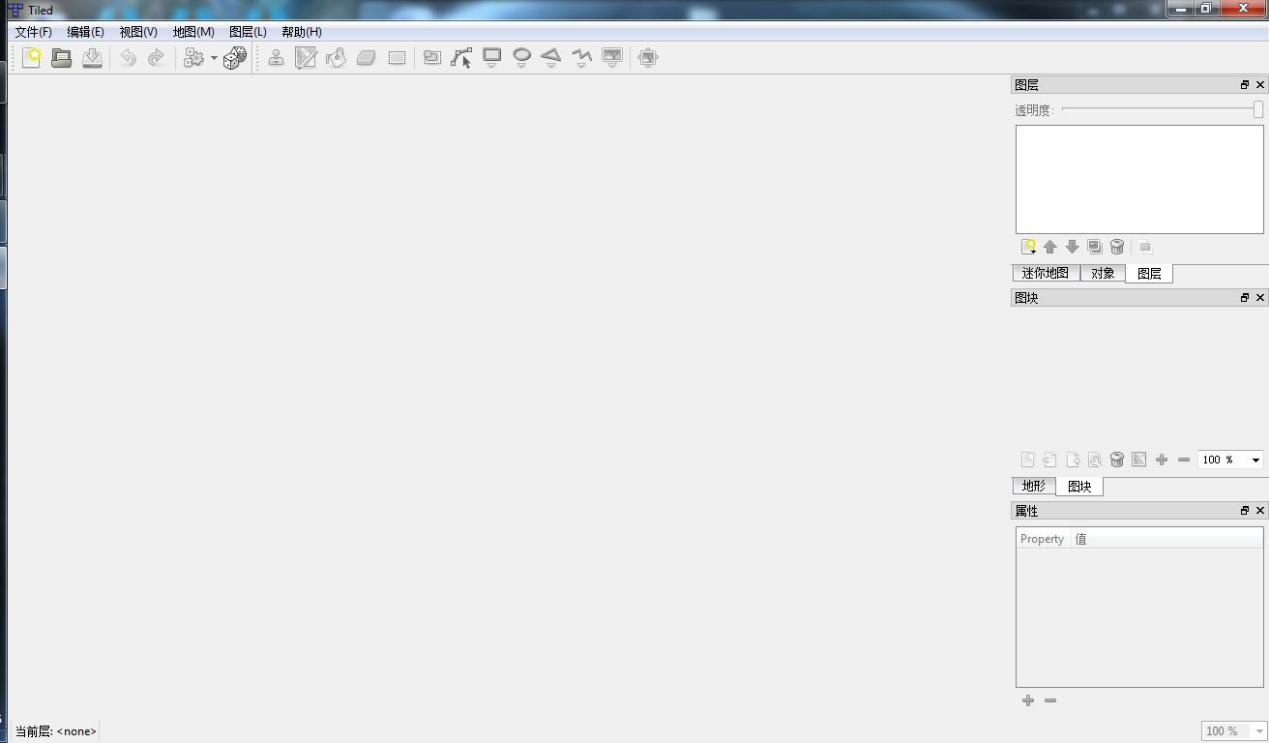 Tiled
文件(F) 编辑(E) 视图(V) 地图(M) 图层(L) 帮助(H)
图层
透明度:
迷你地图 对象 图层
图块
100 %
地形 图块
属性
Property 值
当前层: <none>
100 %